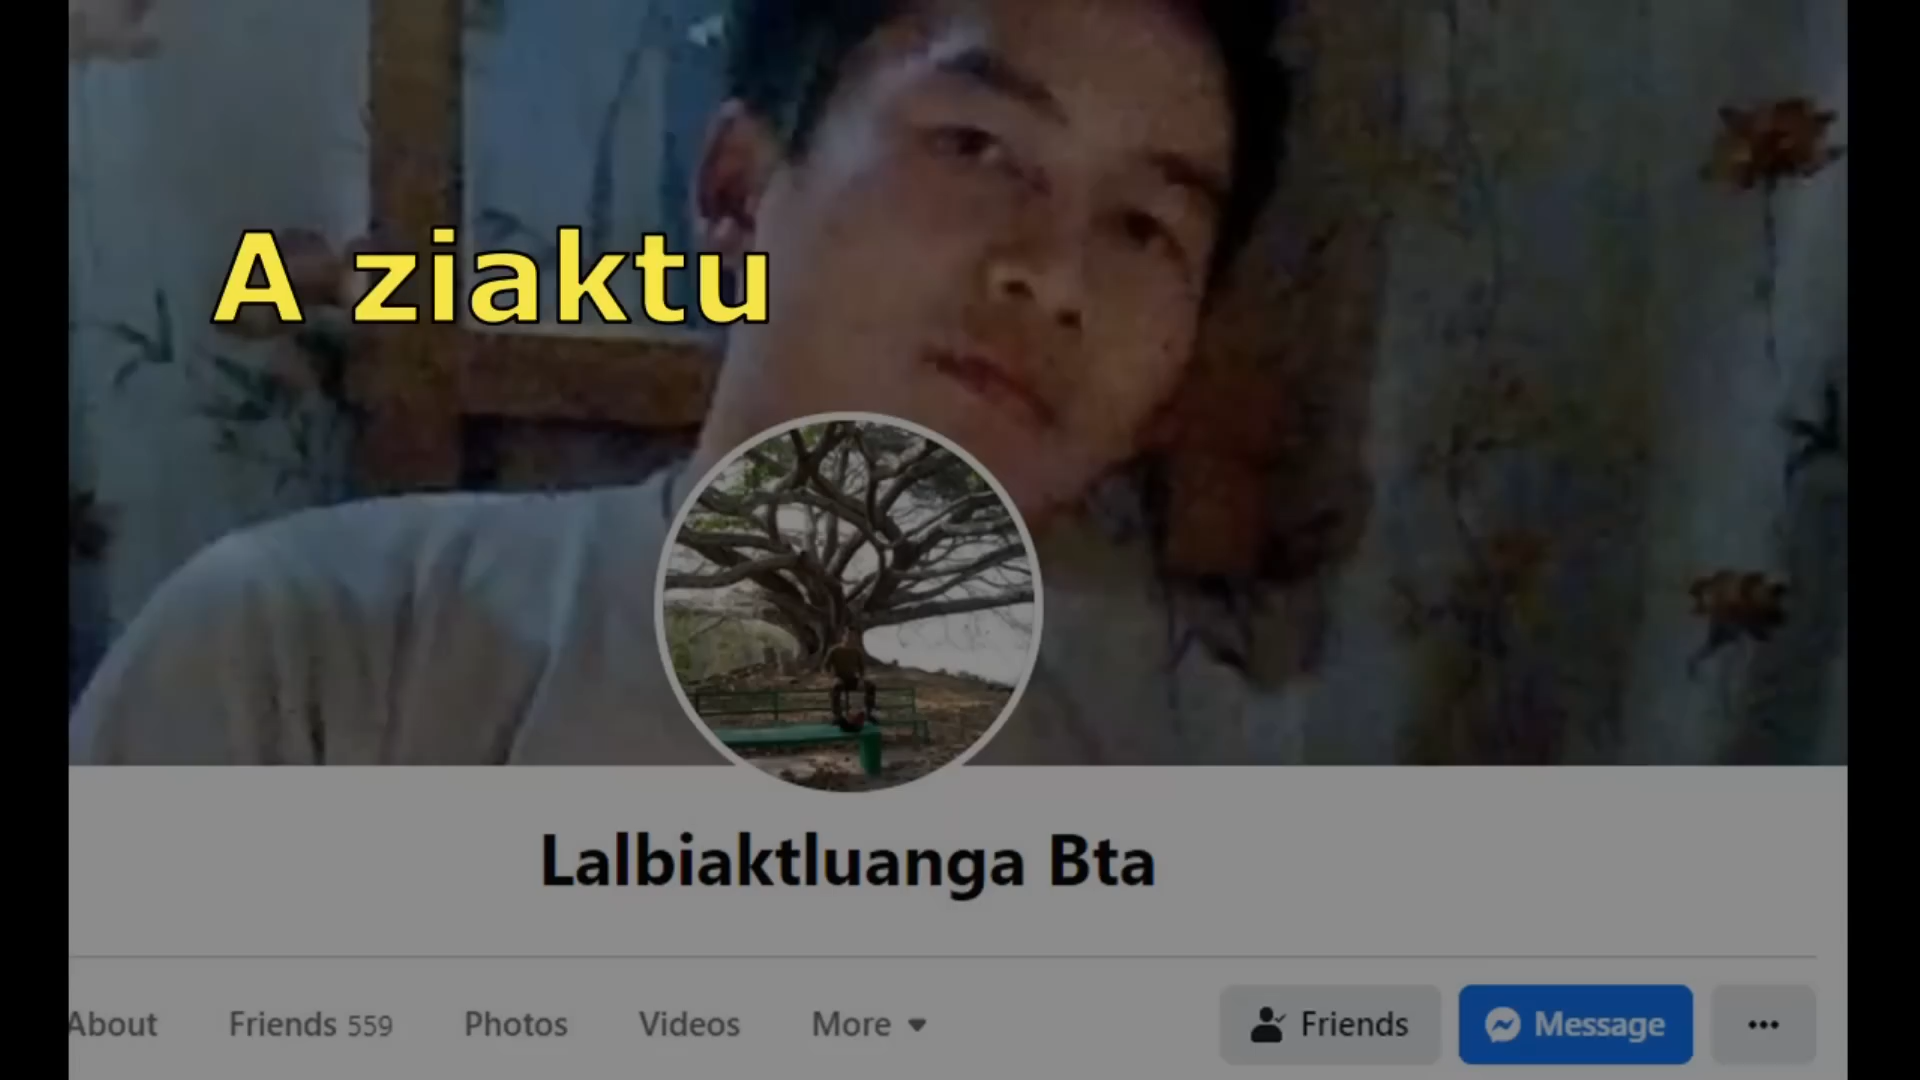 A ziaktu
Lalbiaktluanga Bta
About Friends 559 Photos Videos More Friends Message